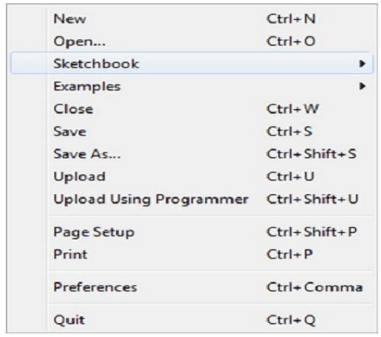 New Ctrl+N
Open... Ctrl+O
Sketchbook
Examples
Close Ctrl+W
Save Ctrl+S
Save As... Ctrl+Shift+S
Upload Ctrl+U
Upload Using Programmer Ctrl+Shift+U
Page Setup Ctrl+Shift+P
Print Ctrl+P
Preferences Ctrl+Comma
Quit Ctrl+Q